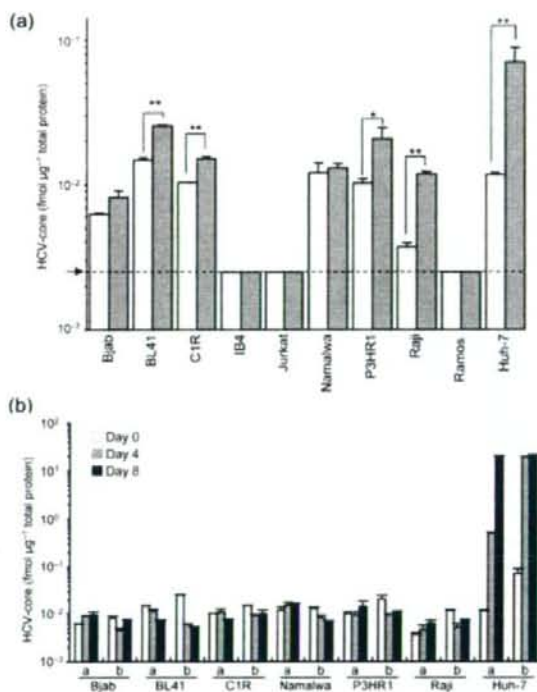 (a)
10⁻¹
10⁻²
10⁻³
HCV-core (fmol µg⁻¹ total protein)
** ** * ** **
Bjab BL41 C1R IB4 Jurkat Namalwa P3HR1 Raji Ramos Huh-7
(b)
Day 0
Day 4
Day 8
10²
10¹
10⁰
10⁻¹
10⁻²
10⁻³
HCV-core (fmol µg⁻¹ total protein)
a b a b a b a b a b a b a b
Bjab BL41 C1R Namalwa P3HR1 Raji Huh-7